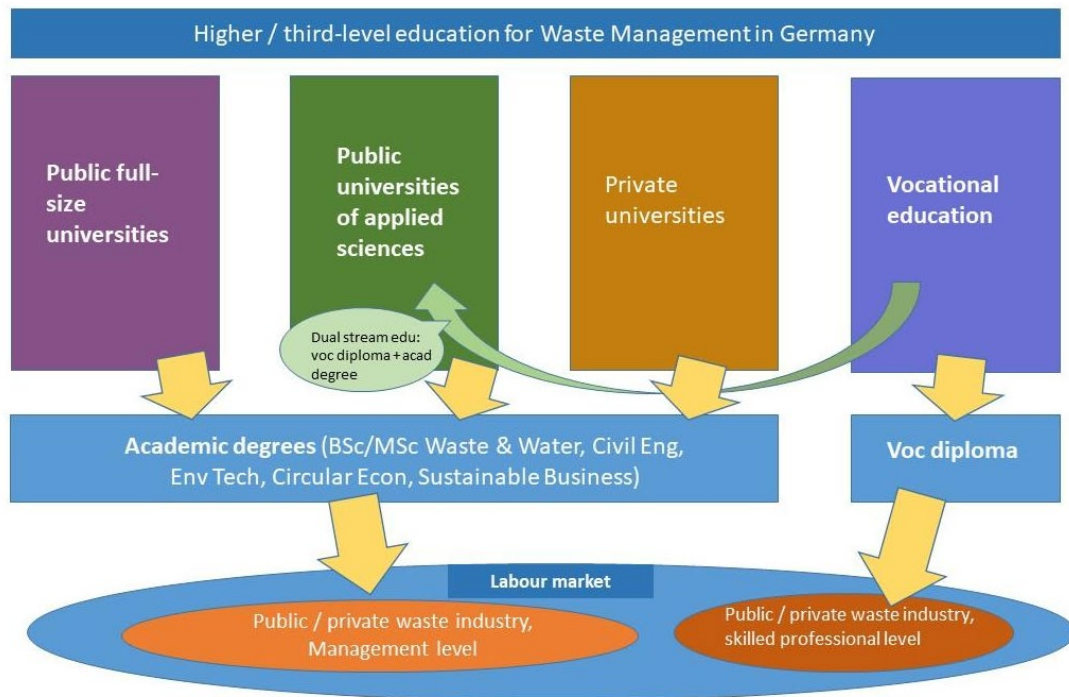 Higher / third-level education for Waste Management in Germany
Public full-
size
universities
Public
universities
of applied
sciences
Private
universities
Vocational
education
Dual stream edu:
voc diploma + acad
degree
Academic degrees (BSc/MSc Waste & Water, Civil Eng,
Env Tech, Circular Econ, Sustainable Business)
Voc diploma
Labour market
Public / private waste industry,
Management level
Public / private waste industry,
skilled professional level